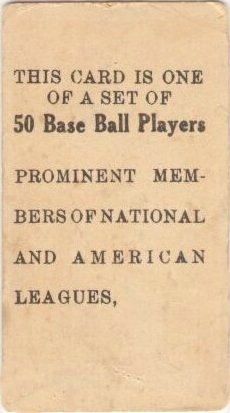 THIS CARD IS ONE
OF A SET OF
50 Base Ball Players
PROMINENT MEM-
BERS OF NATIONAL
AND AMERICAN
LEAGUES,